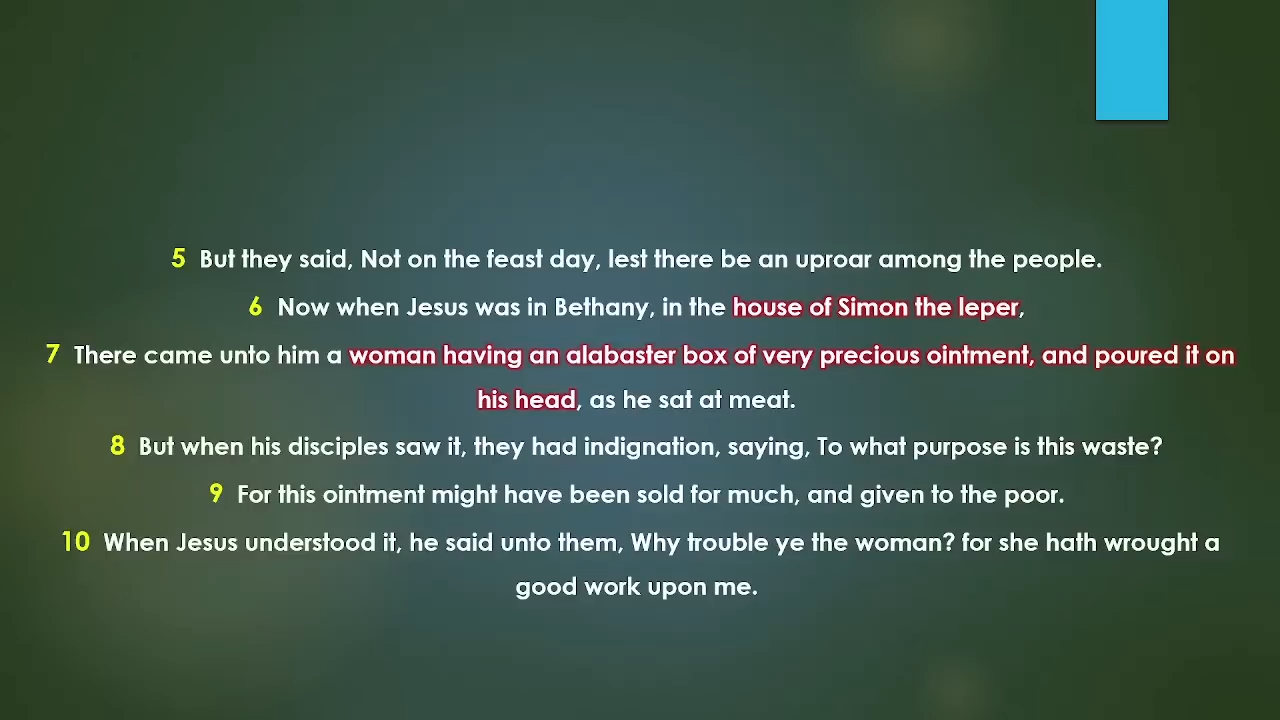 5 But they said, Not on the feast day, lest there be an uproar among the people.
6 Now when Jesus was in Bethany, in the house of Simon the leper,
7 There came unto him a woman having an alabaster box of very precious ointment, and poured it on
his head, as he sat at meat.
8 But when his disciples saw it, they had indignation, saying, To what purpose is this waste?
9 For this ointment might have been sold for much, and given to the poor.
10 When Jesus understood it, he said unto them, Why trouble ye the woman? for she hath wrought a
good work upon me.